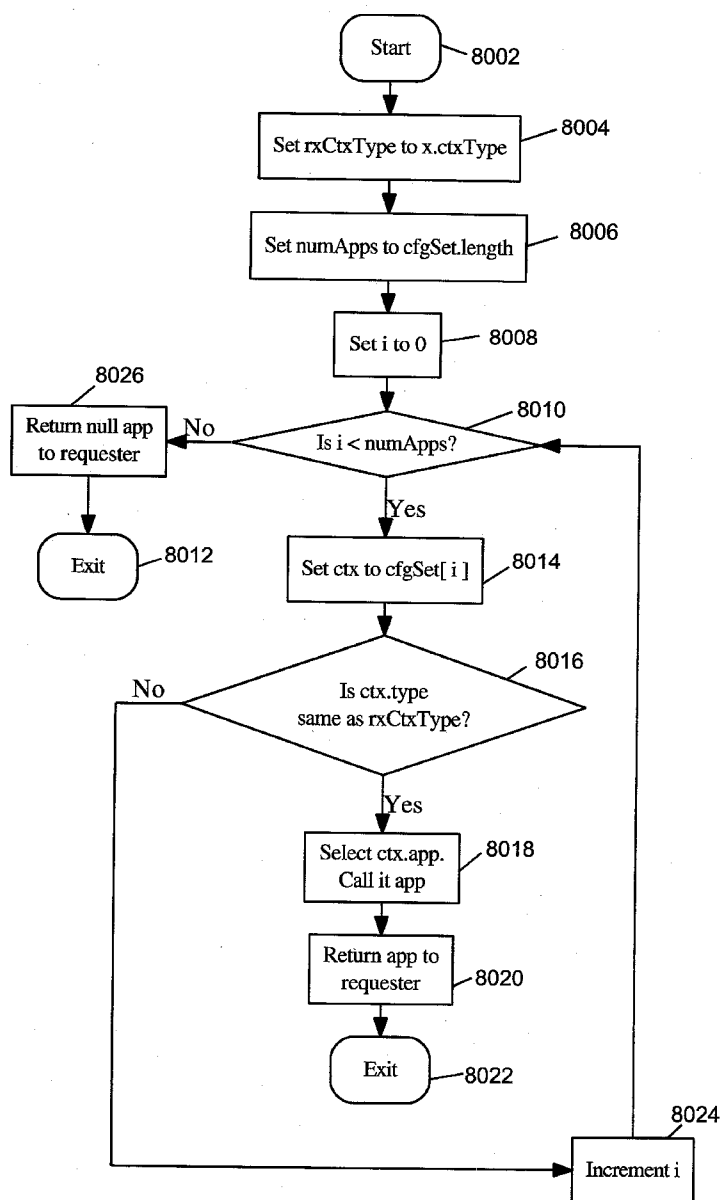 Start
8002
Set rxCtxType to x.ctxType
8004
Set numApps to cfgSet.length
8006
Set i to 0
8008
8026
Return null app
to requester
No
Is i < numApps?
8010
Yes
Exit
8012
Set ctx to cfgSet[ i ]
8014
No
Is ctx.type
same as rxCtxType?
8016
Yes
Select ctx.app.
Call it app
8018
Return app to
requester
8020
Exit
8022
8024
Increment i